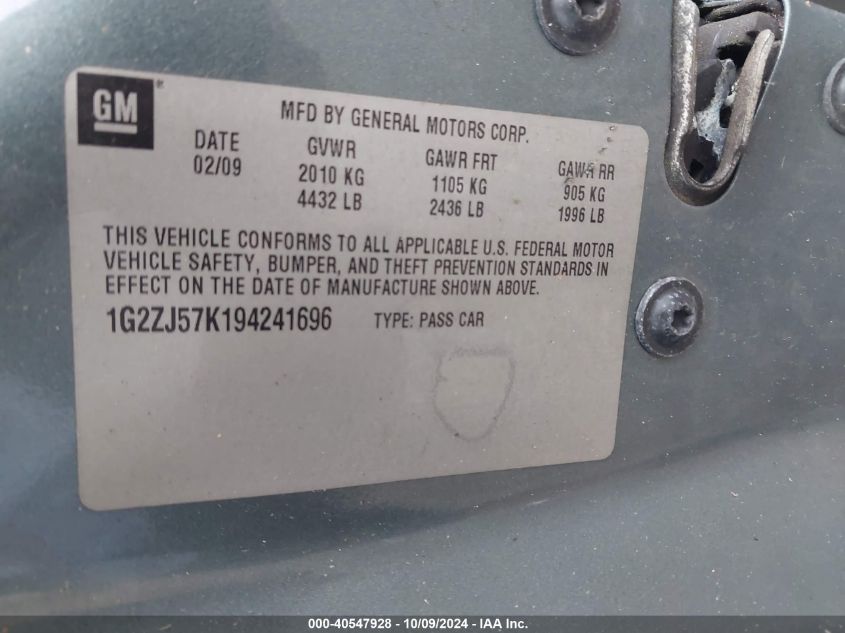 GM ®
MFD BY GENERAL MOTORS CORP.
DATE GVWR GAWR FRT GAWR RR
02/09 2010 KG 1105 KG 905 KG
4432 LB 2436 LB 1996 LB
THIS VEHICLE CONFORMS TO ALL APPLICABLE U.S. FEDERAL MOTOR
VEHICLE SAFETY, BUMPER, AND THEFT PREVENTION STANDARDS IN
EFFECT ON THE DATE OF MANUFACTURE SHOWN ABOVE.
1G2ZJ57K194241696 TYPE: PASS CAR
000-40547928 - 10/09/2024 - IAA Inc.